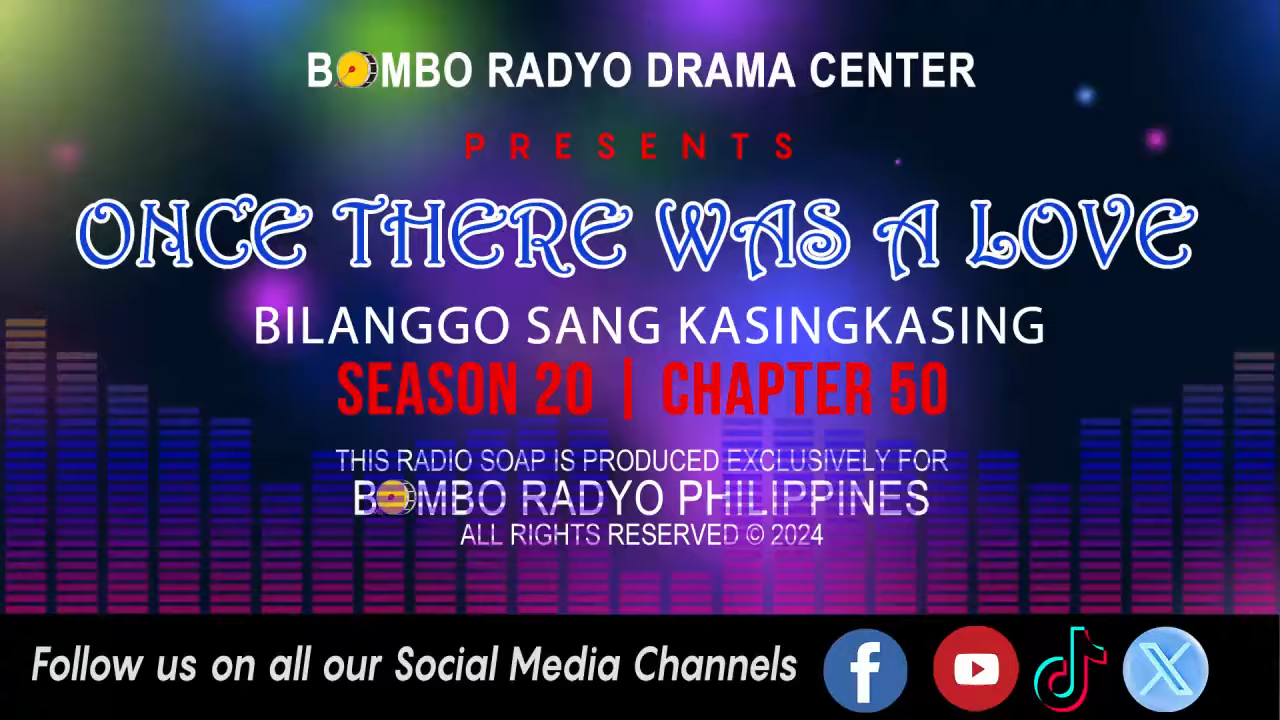 BOMBO RADYO DRAMA CENTER
PRESENTS
ONCE THERE WAS A LOVE
BILANGGO SANG KASINGKASING
SEASON 20 | CHAPTER 50
THIS RADIO SOAP IS PRODUCED EXCLUSIVELY FOR
BOMBO RADYO PHILIPPINES
ALL RIGHTS RESERVED © 2024
Follow us on all our Social Media Channels